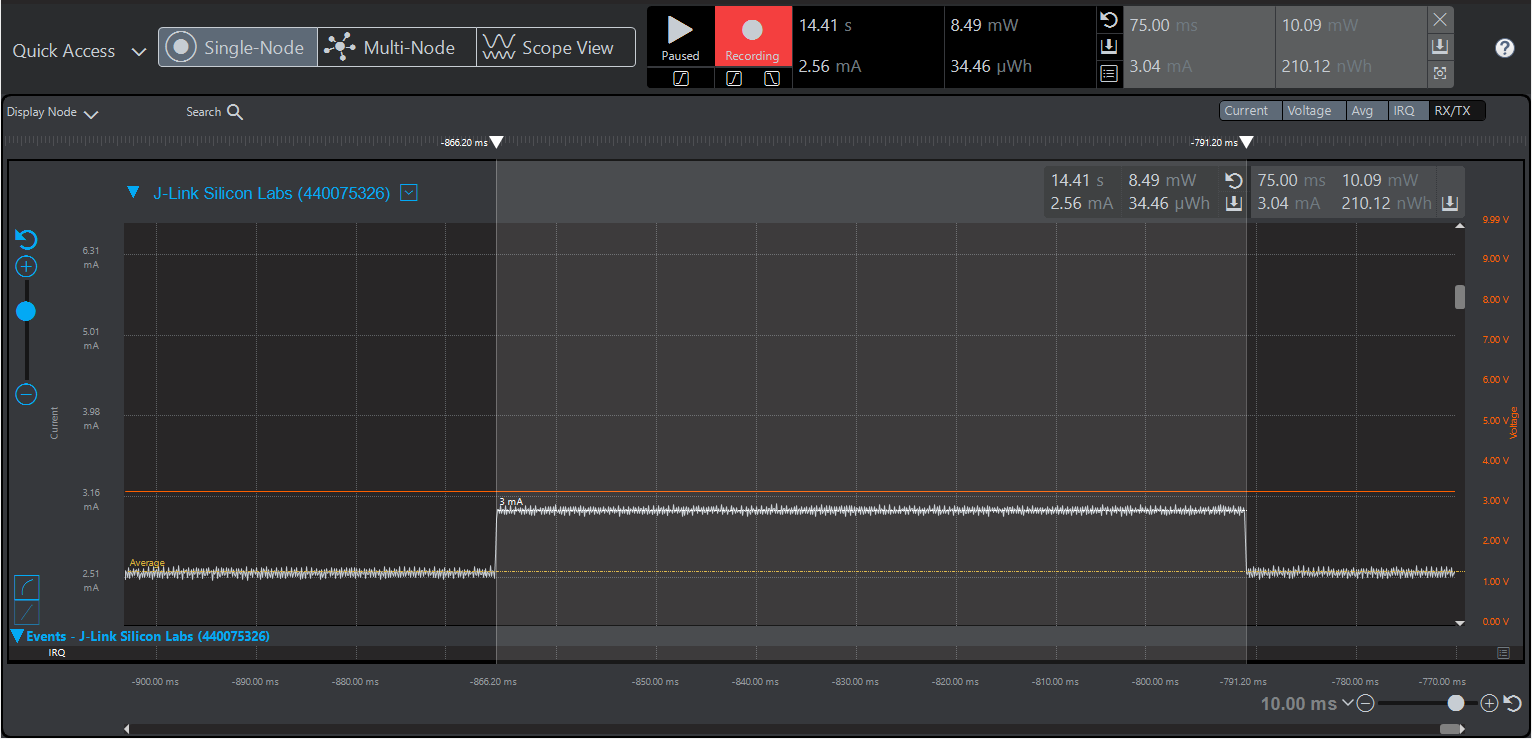 Quick Access
Single-Node
Multi-Node
Scope View
Paused
Recording
14.41 s
8.49 mW
2.56 mA
34.46 µWh
75.00 ms
10.09 mW
3.04 mA
210.12 nWh
?
Display Node
Search
Current
Voltage
Avg
IRQ
RX/TX
-866.20 ms
-791.20 ms
J-Link Silicon Labs (440075326)
14.41 s 8.49 mW
2.56 mA 34.46 µWh
75.00 ms 10.09 mW
3.04 mA 210.12 nWh
6.31
mA
5.01
mA
3.98
mA
3.16
mA
2.51
mA
Current
3 mA
Average
9.99 V
9.00 V
8.00 V
7.00 V
6.00 V
5.00 V
4.00 V
3.00 V
2.00 V
1.00 V
0.00 V
Voltage
Events - J-Link Silicon Labs (440075326)
IRQ
-900.00 ms
-890.00 ms
-880.00 ms
-866.20 ms
-850.00 ms
-840.00 ms
-830.00 ms
-820.00 ms
-810.00 ms
-800.00 ms
-791.20 ms
-780.00 ms
-770.00 ms
10.00 ms